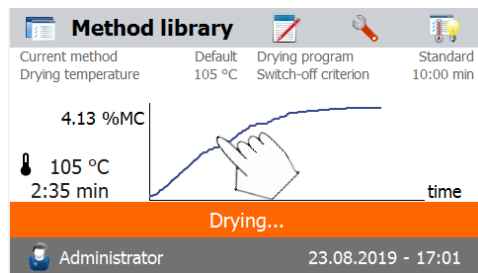 Method library
Current method Default Drying program Standard
Drying temperature 105 °C Switch-off criterion 10:00 min
4.13 %MC
105 °C
2:35 min
time
Drying...
Administrator 23.08.2019 - 17:01